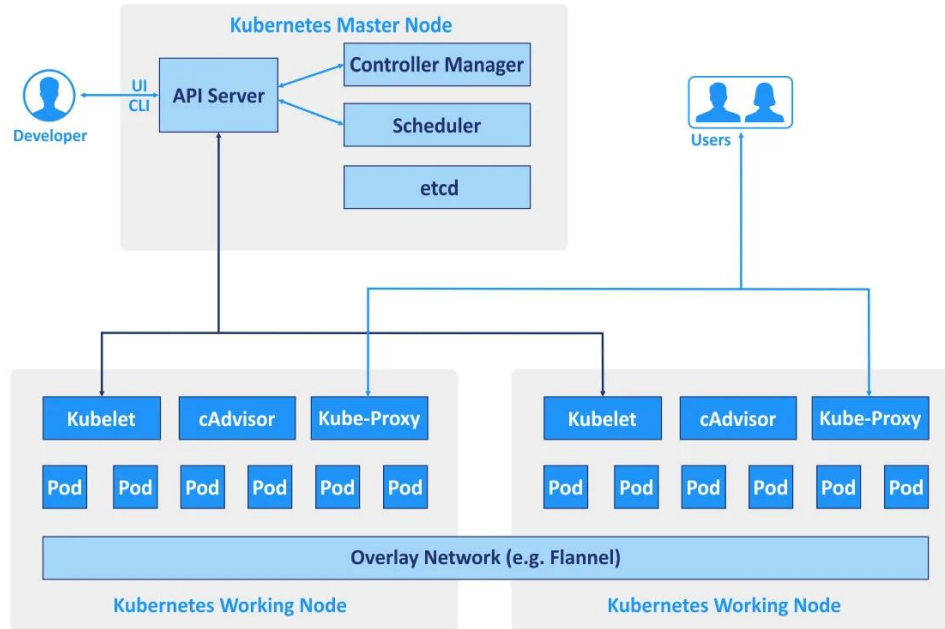 Kubernetes Master Node
Controller Manager
UI
API Server
CLI
Scheduler
Developer
Users
etcd
Kubelet
cAdvisor
Kube-Proxy
Kubelet
cAdvisor
Kube-Proxy
Pod
Pod
Pod
Pod
Pod
Pod
Pod
Pod
Pod
Pod
Pod
Pod
Overlay Network (e.g. Flannel)
Kubernetes Working Node
Kubernetes Working Node